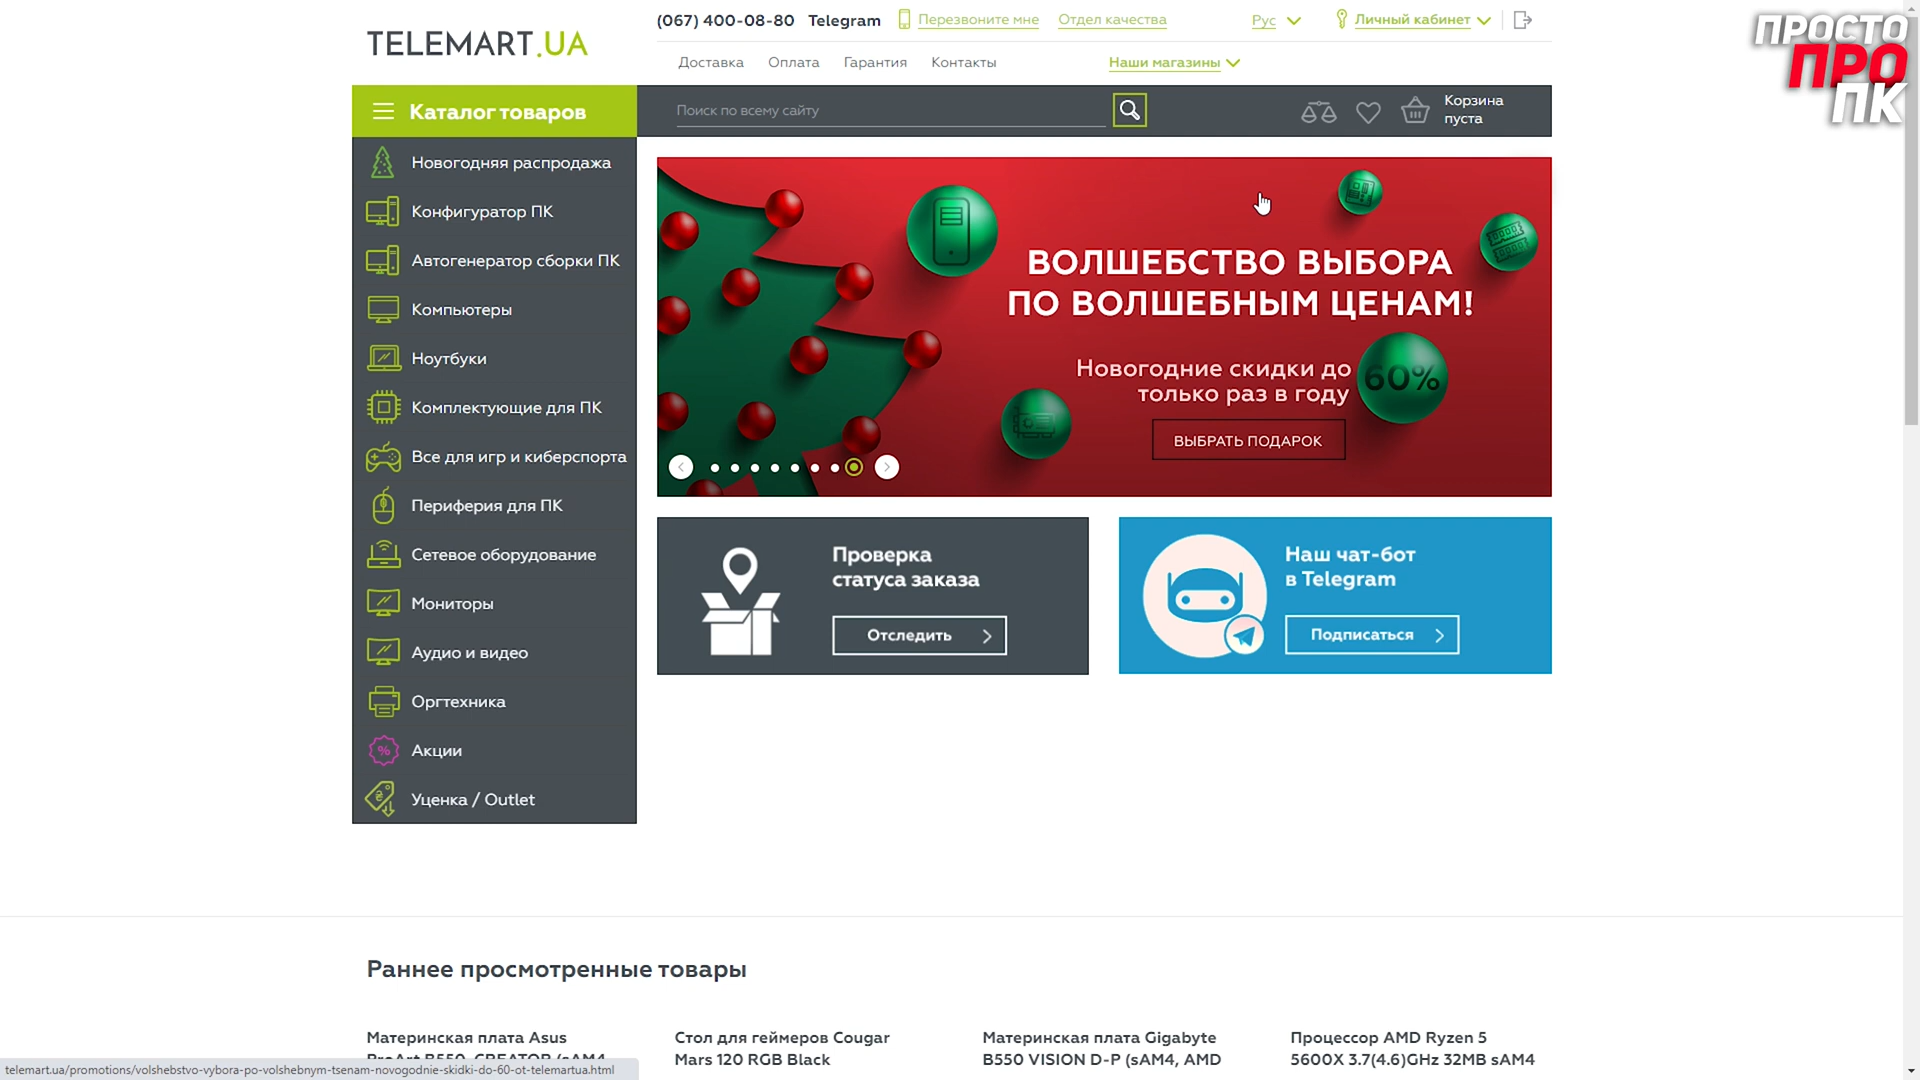 TELEMART.UA
(067) 400-08-80 Telegram Перезвоните мне Отдел качества Рус Личный кабинет
Доставка Оплата Гарантия Контакты Наши магазины
ПРОСТО
ПРО
ПК
Каталог товаров
Поиск по всему сайту
Корзина
пуста
Новогодняя распродажа
Конфигуратор ПК
Автогенератор сборки ПК
Компьютеры
Ноутбуки
Комплектующие для ПК
Все для игр и киберспорта
Периферия для ПК
Сетевое оборудование
Мониторы
Аудио и видео
Оргтехника
Акции
Уценка / Outlet
ВОЛШЕБСТВО ВЫБОРА
ПО ВОЛШЕБНЫМ ЦЕНАМ!
Новогодние скидки до 60%
только раз в году
ВЫБРАТЬ ПОДАРОК
Проверка
статуса заказа
Отследить
Наш чат-бот
в Telegram
Подписаться
Раннее просмотренные товары
Материнская плата Asus
ProArt B550-CREATOR (sAM4,
Стол для геймеров Cougar
Mars 120 RGB Black
Материнская плата Gigabyte
B550 VISION D-P (sAM4, AMD
Процессор AMD Ryzen 5
5600X 3.7(4.6)GHz 32MB sAM4
telemart.ua/promotions/volshebstvo-vybora-po-volshebnym-tsenam-novogodnie-skidki-do-60-ot-telemartua.html